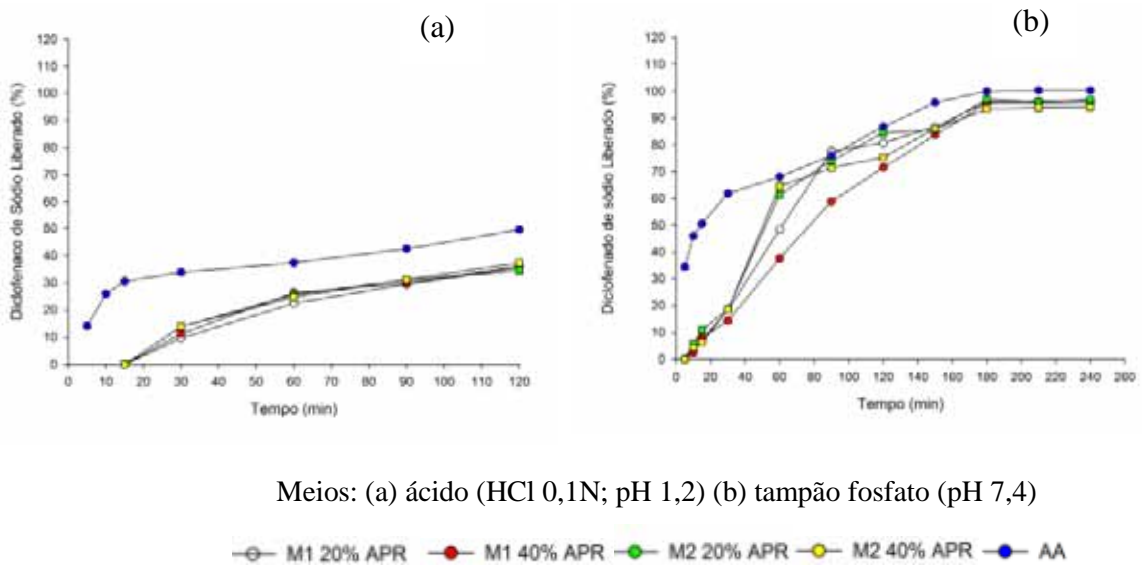 (a)
Diclofenaco de Sódio Liberado (%)
120
110
100
90
80
70
60
50
40
30
20
10
0
0 10 20 30 40 50 60 70 80 90 100 110 120
Tempo (min)
(b)
Diclofenado de sódio Liberado (%)
120
110
100
90
80
70
60
50
40
30
20
10
0
0 20 40 60 80 100 120 140 160 180 200 220 240 260
Tempo (min)
Meios: (a) ácido (HCl 0,1N; pH 1,2) (b) tampão fosfato (pH 7,4)
M1 20% APR M1 40% APR M2 20% APR M2 40% APR AA